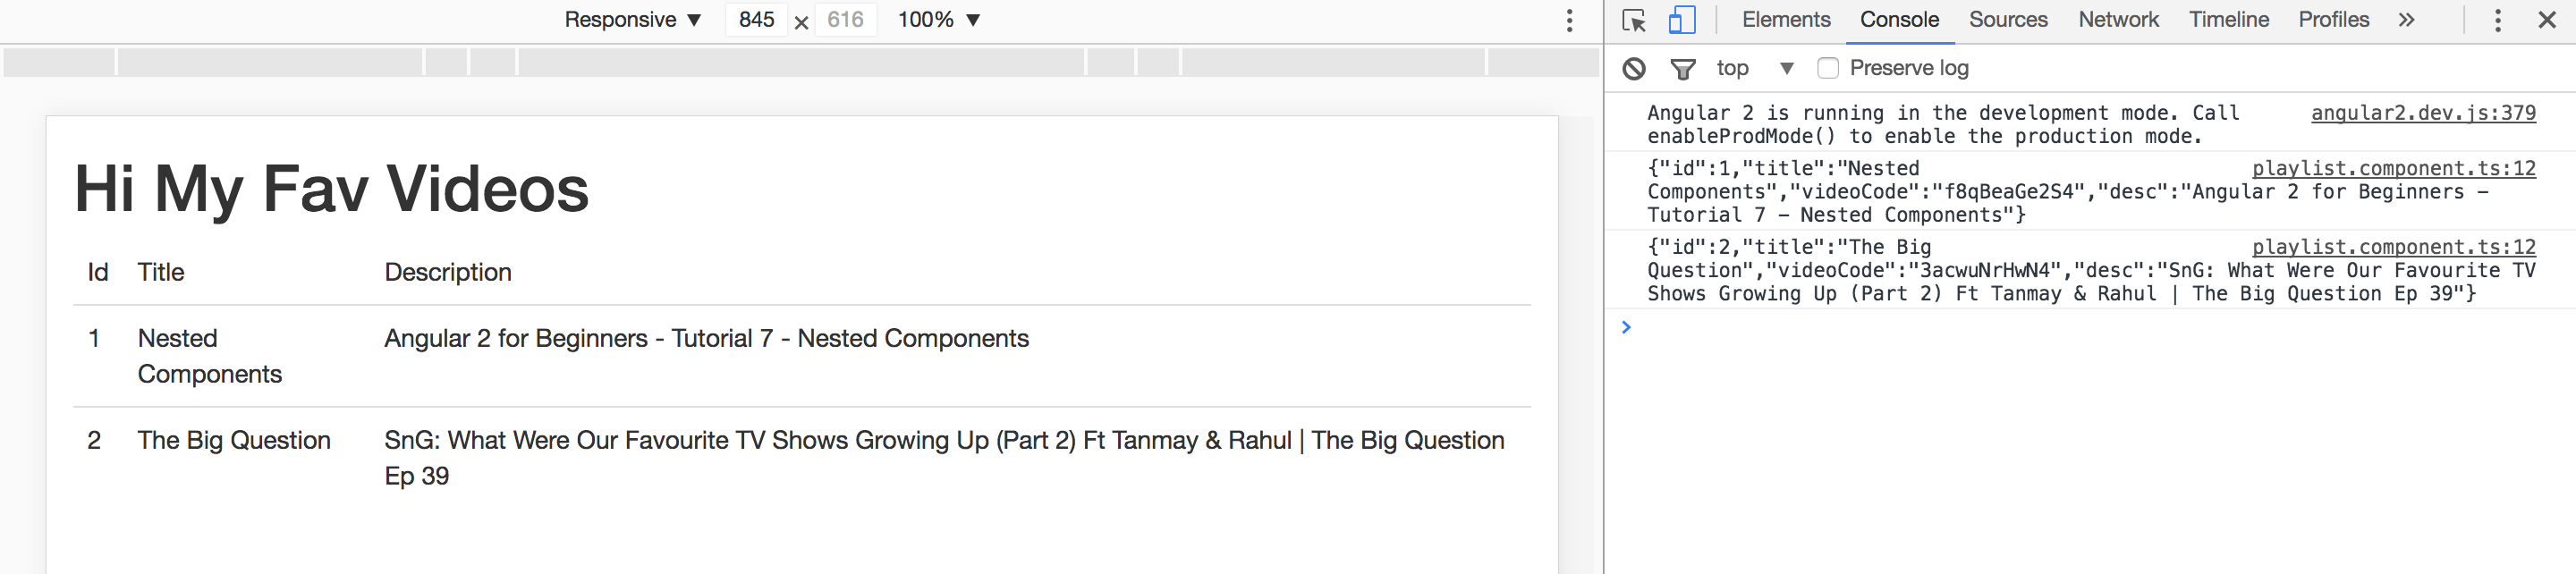 Responsive ▼ 845 × 616 100% ▼
Hi My Fav Videos
Id Title Description
1 Nested Components Angular 2 for Beginners - Tutorial 7 - Nested Components
2 The Big Question SnG: What Were Our Favourite TV Shows Growing Up (Part 2) Ft Tanmay & Rahul | The Big Question
Ep 39
Elements Console Sources Network Timeline Profiles »
top ▼ Preserve log
Angular 2 is running in the development mode. Call angular2.dev.js:379
enableProdMode() to enable the production mode.
{"id":1,"title":"Nested playlist.component.ts:12
Components","videoCode":"f8qBeaGe2S4","desc":"Angular 2 for Beginners -
Tutorial 7 - Nested Components"}
{"id":2,"title":"The Big playlist.component.ts:12
Question","videoCode":"3acwuNrHwN4","desc":"SnG: What Were Our Favourite TV
Shows Growing Up (Part 2) Ft Tanmay & Rahul | The Big Question Ep 39"}